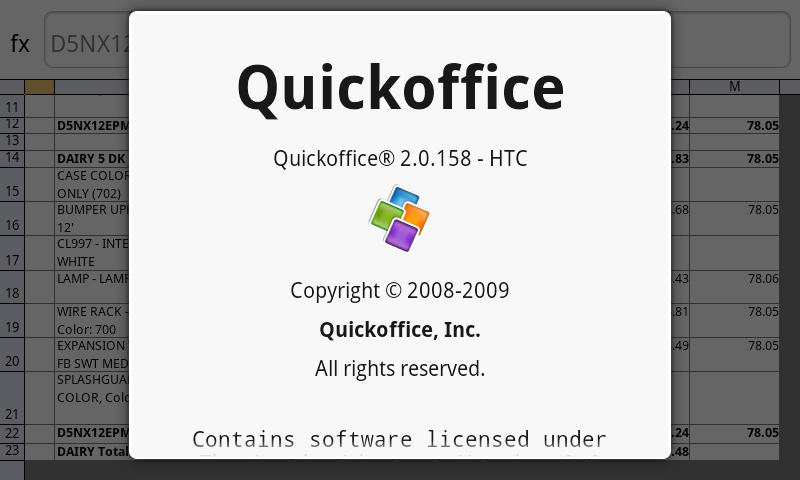 fx D5NX12
Quickoffice
Quickoffice® 2.0.158 - HTC
Copyright © 2008-2009
Quickoffice, Inc.
All rights reserved.
Contains software licensed under
M
11
12 D5NX12EPM .24 78.05
13
14 DAIRY 5 DK .83 78.05
15 CASE COLOR
ONLY (702)
16 BUMPER UP .68 78.05
12'
17 CL997 - INTE
WHITE
18 LAMP - LAMP .43 78.06
19 WIRE RACK - .81 78.05
Color: 700
20 EXPANSION .49 78.05
FB SWT MED
21 SPLASHGUA
COLOR, Colo
22 D5NX12EPM .24 78.05
23 DAIRY Total .48